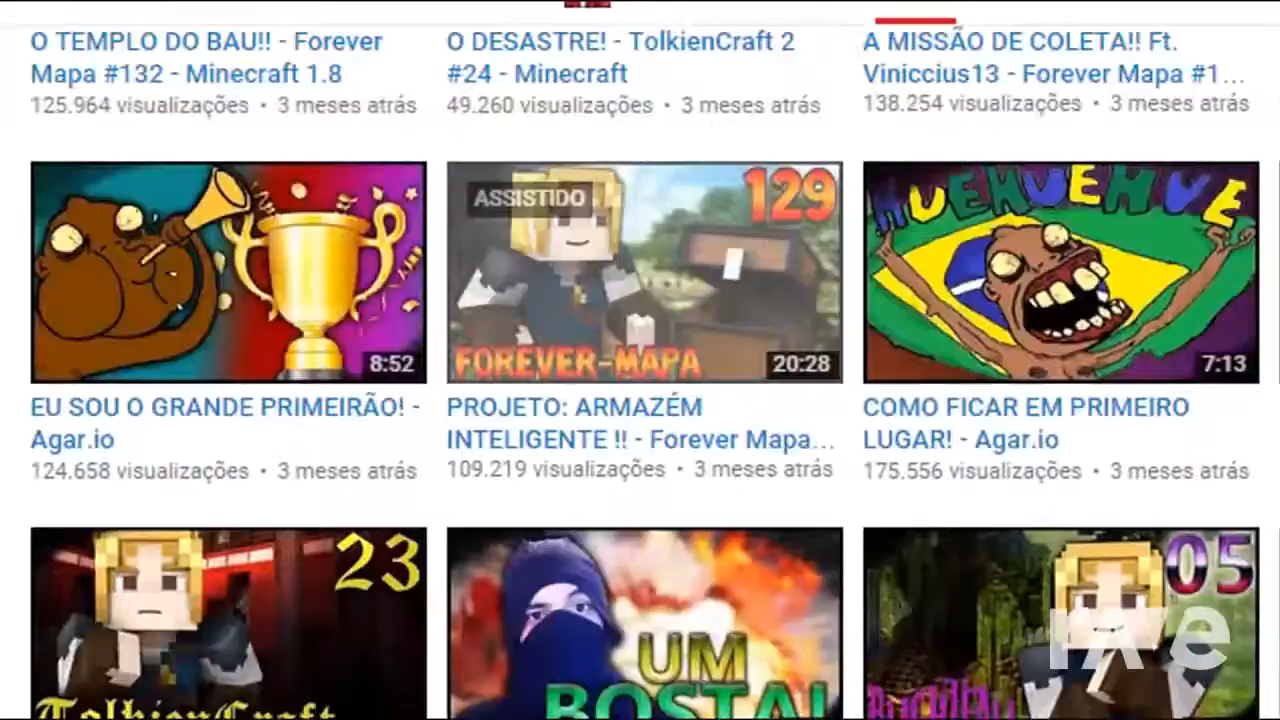 O TEMPLO DO BAU!! - Forever
Mapa #132 - Minecraft 1.8
125.964 visualizações • 3 meses atrás
O DESASTRE! - TolkienCraft 2
#24 - Minecraft
49.260 visualizações • 3 meses atrás
A MISSÃO DE COLETA!! Ft.
Viniccius13 - Forever Mapa #1...
138.254 visualizações • 3 meses atrás
8:52
EU SOU O GRANDE PRIMEIRÃO! -
Agar.io
124.658 visualizações • 3 meses atrás
ASSISTIDO
129
FOREVER-MAPA
20:28
PROJETO: ARMAZÉM
INTELIGENTE !! - Forever Mapa...
109.219 visualizações • 3 meses atrás
HUEHUEHUE
7:13
COMO FICAR EM PRIMEIRO
LUGAR! - Agar.io
175.556 visualizações • 3 meses atrás
23
TolkienCraft
UM
BOSTA!
05